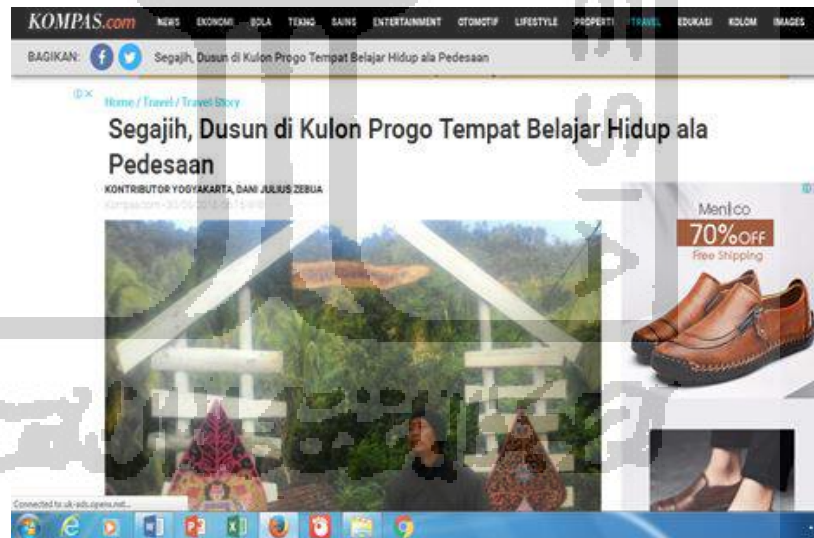 KOMPAS.com NEWS EKONOMI BOLA TEKNO SAINS ENTERTAINMENT OTOMOTIF LIFESTYLE PROPERTI TRAVEL EDUKASI KOLOM IMAGES
BAGIKAN: Segajih, Dusun di Kulon Progo Tempat Belajar Hidup ala Pedesaan
Home / Travel / Travel Story
Segajih, Dusun di Kulon Progo Tempat Belajar Hidup ala
Pedesaan
KONTRIBUTOR YOGYAKARTA, DANI JULIUS ZEBUA
Menlco
70%OFF
Free Shipping